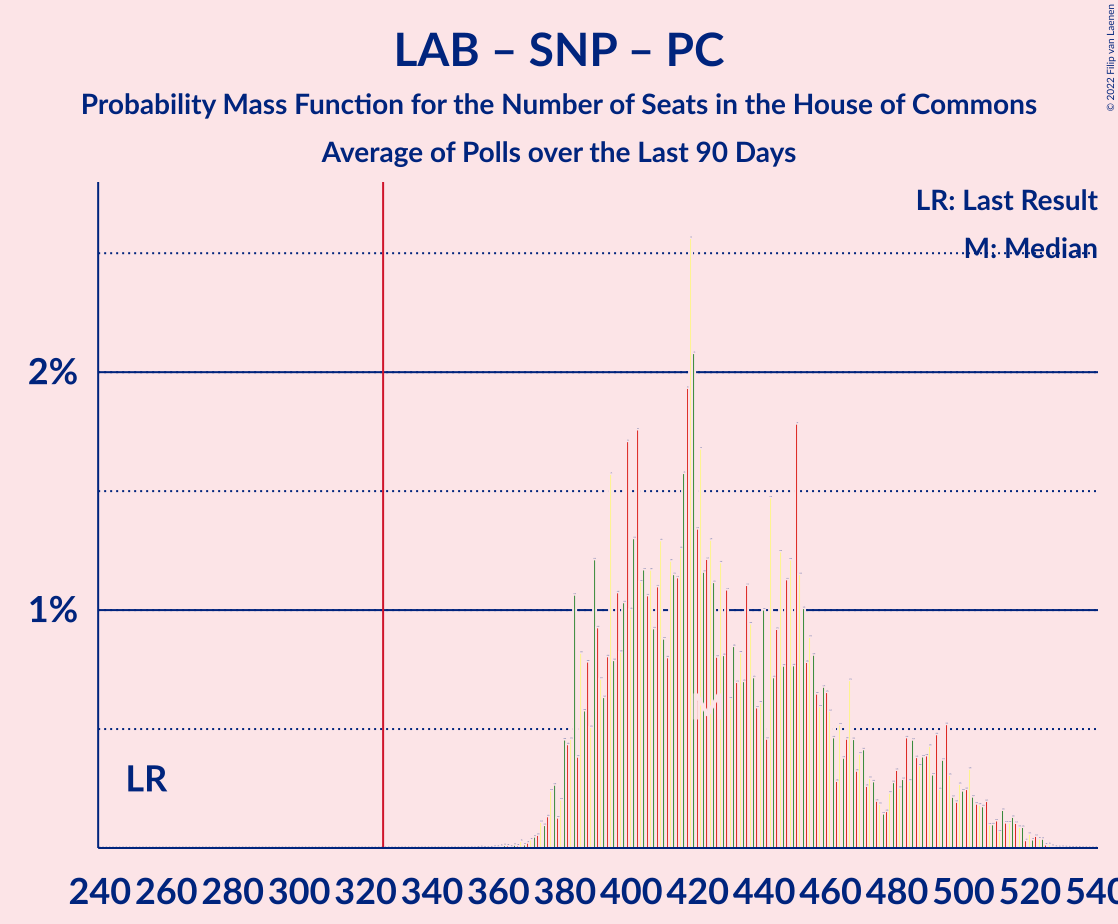 LAB – SNP – PC
Probability Mass Function for the Number of Seats in the House of Commons
Average of Polls over the Last 90 Days
© 2022 Filip van Laenen
LR: Last Result
M: Median
2%
1%
LR
M
240 260 280 300 320 340 360 380 400 420 440 460 480 500 520 540